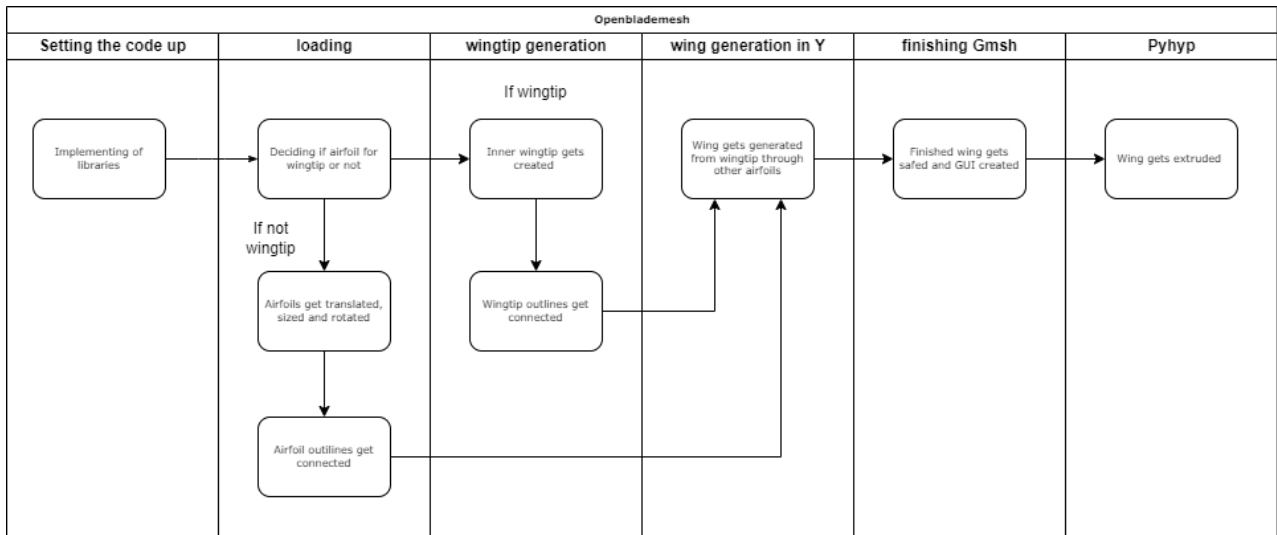 Openblademesh
Setting the code up
loading
wingtip generation
wing generation in Y
finishing Gmsh
Pyhyp
If wingtip
Implementing of
libraries
Deciding if airfoil for
wingtip or not
Inner wingtip gets
created
Wing gets generated
from wingtip through
other airfoils
Finished wing gets
safed and GUI created
Wing gets extruded
If not
wingtip
Airfoils get translated,
sized and rotated
Wingtip outlines get
connected
Airfoil outilines get
connected